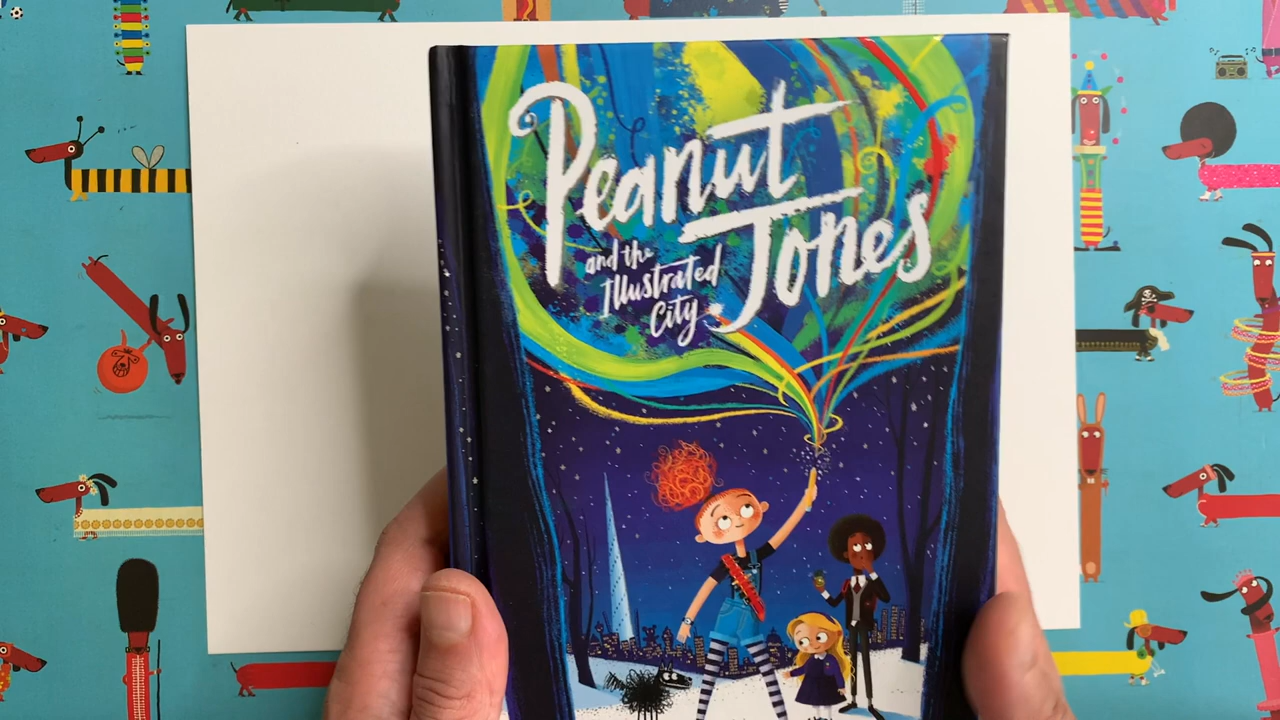 Peanut
Jones
and the
Illustrated
City